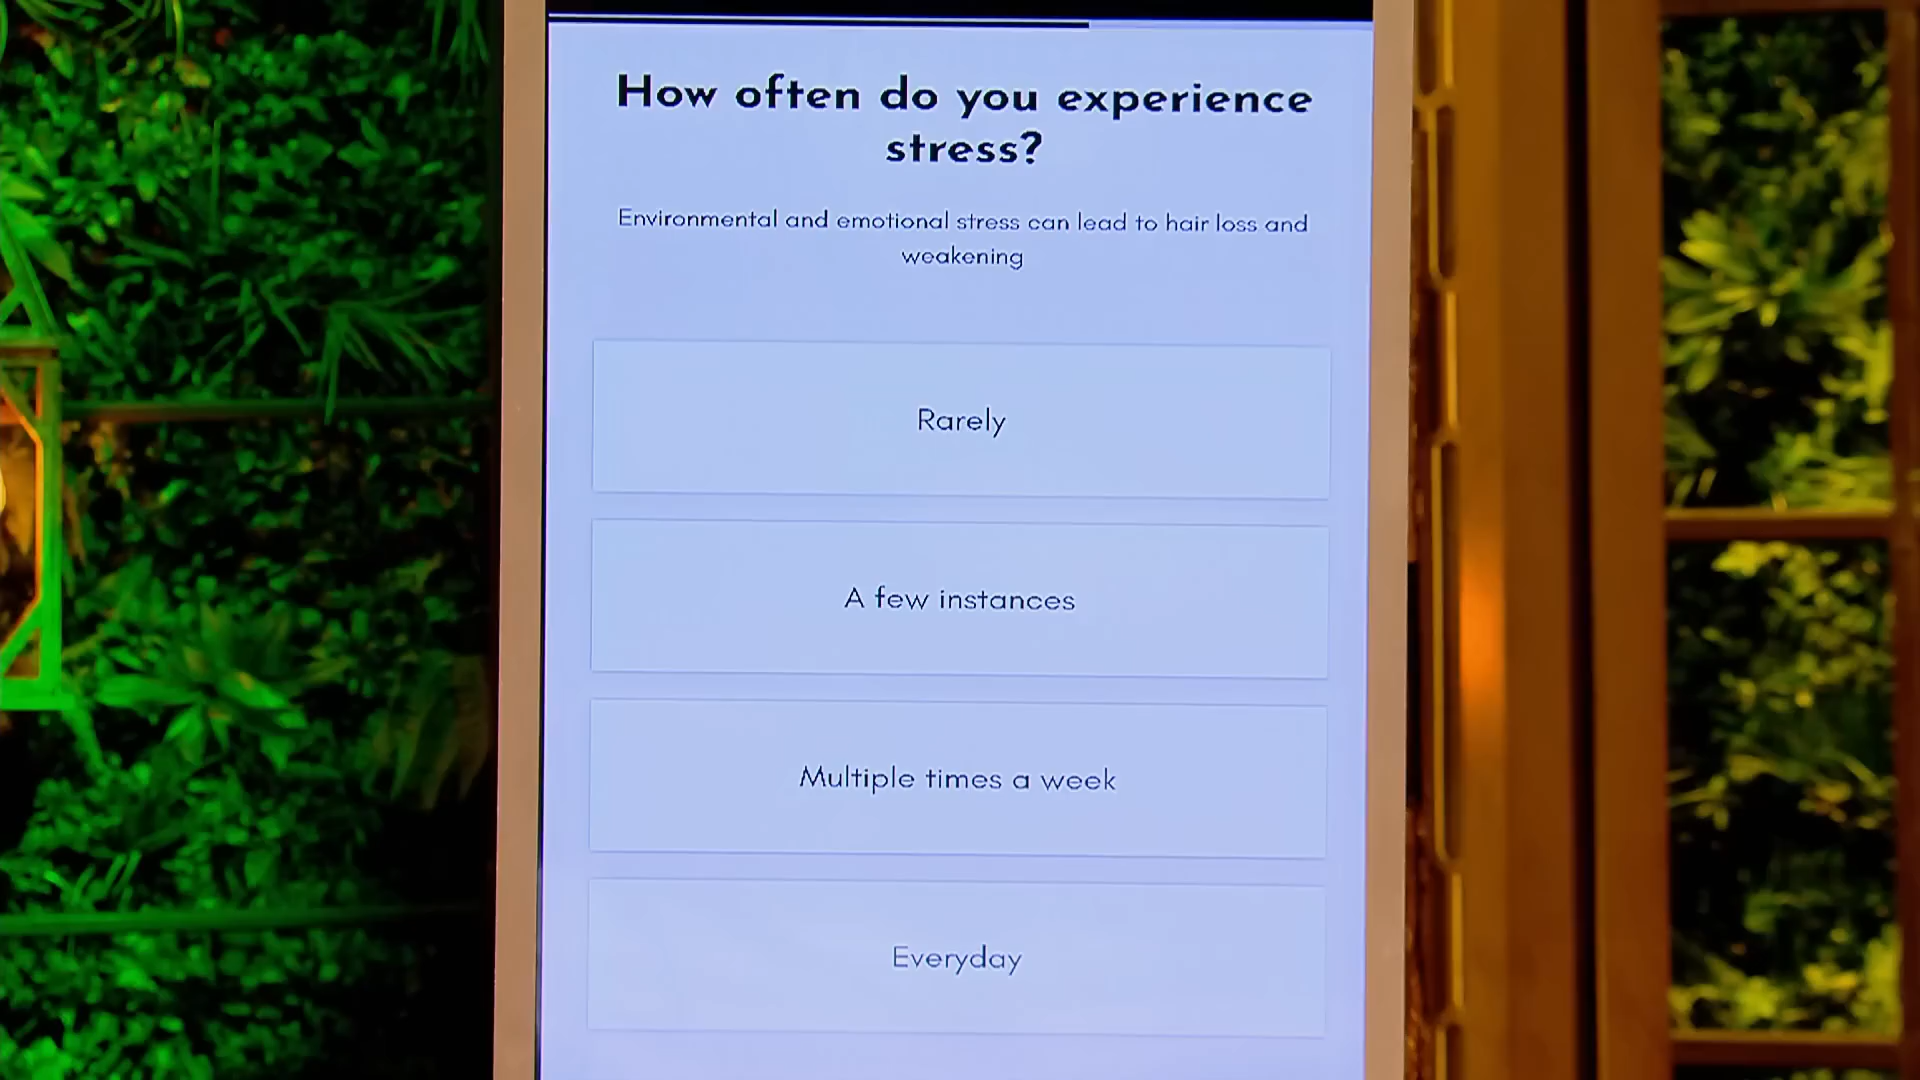 How often do you experience
stress?
Environmental and emotional stress can lead to hair loss and
weakening
Rarely
A few instances
Multiple times a week
Everyday